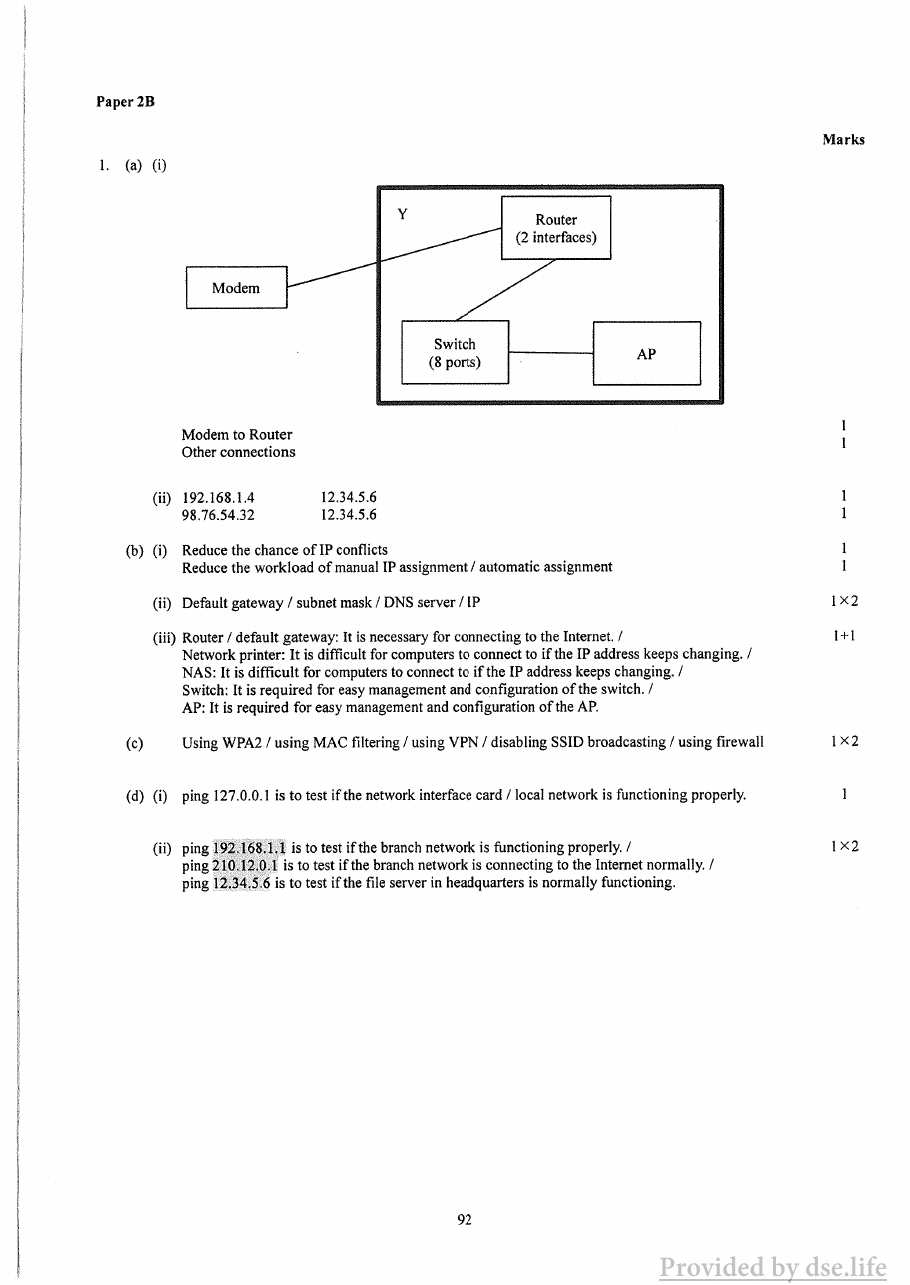 Paper 2B
Marks
1. (a) (i)
Y
Router
(2 interfaces)
Modem
Switch
(8 ports)
AP
Modem to Router 1
Other connections 1
(ii) 192.168.1.4 12.34.5.6 1
98.76.54.32 12.34.5.6 1
(b) (i) Reduce the chance of IP conflicts 1
Reduce the workload of manual IP assignment / automatic assignment 1
(ii) Default gateway / subnet mask / DNS server / IP 1×2
(iii) Router / default gateway: It is necessary for connecting to the Internet. / 1+1
Network printer: It is difficult for computers to connect to if the IP address keeps changing. /
NAS: It is difficult for computers to connect to if the IP address keeps changing. /
Switch: It is required for easy management and configuration of the switch. /
AP: It is required for easy management and configuration of the AP.
(c) Using WPA2 / using MAC filtering / using VPN / disabling SSID broadcasting / using firewall 1×2
(d) (i) ping 127.0.0.1 is to test if the network interface card / local network is functioning properly. 1
(ii) ping 192.168.1.1 is to test if the branch network is functioning properly. / 1×2
ping 210.12.0.1 is to test if the branch network is connecting to the Internet normally. /
ping 12.34.5.6 is to test if the file server in headquarters is normally functioning.
92
Provided by dse.life